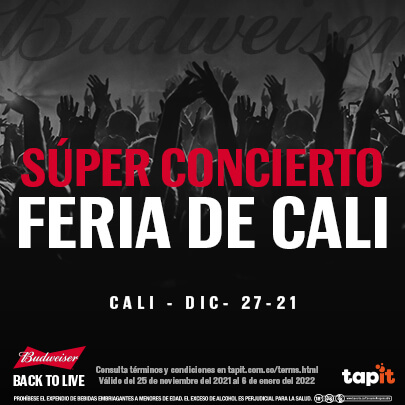 Budweiser
SÚPER CONCIERTO
FERIA DE CALI
CALI - DIC- 27-21
Budweiser
BACK TO LIVE
Consulta términos y condiciones en tapit.com.co/terms.html
Válido del 25 de noviembre del 2021 al 6 de enero del 2022
tapit
PROHÍBESE EL EXPENDIO DE BEBIDAS EMBRIAGANTES A MENORES DE EDAD. EL EXCESO DE ALCOHOL ES PERJUDICIAL PARA LA SALUD.